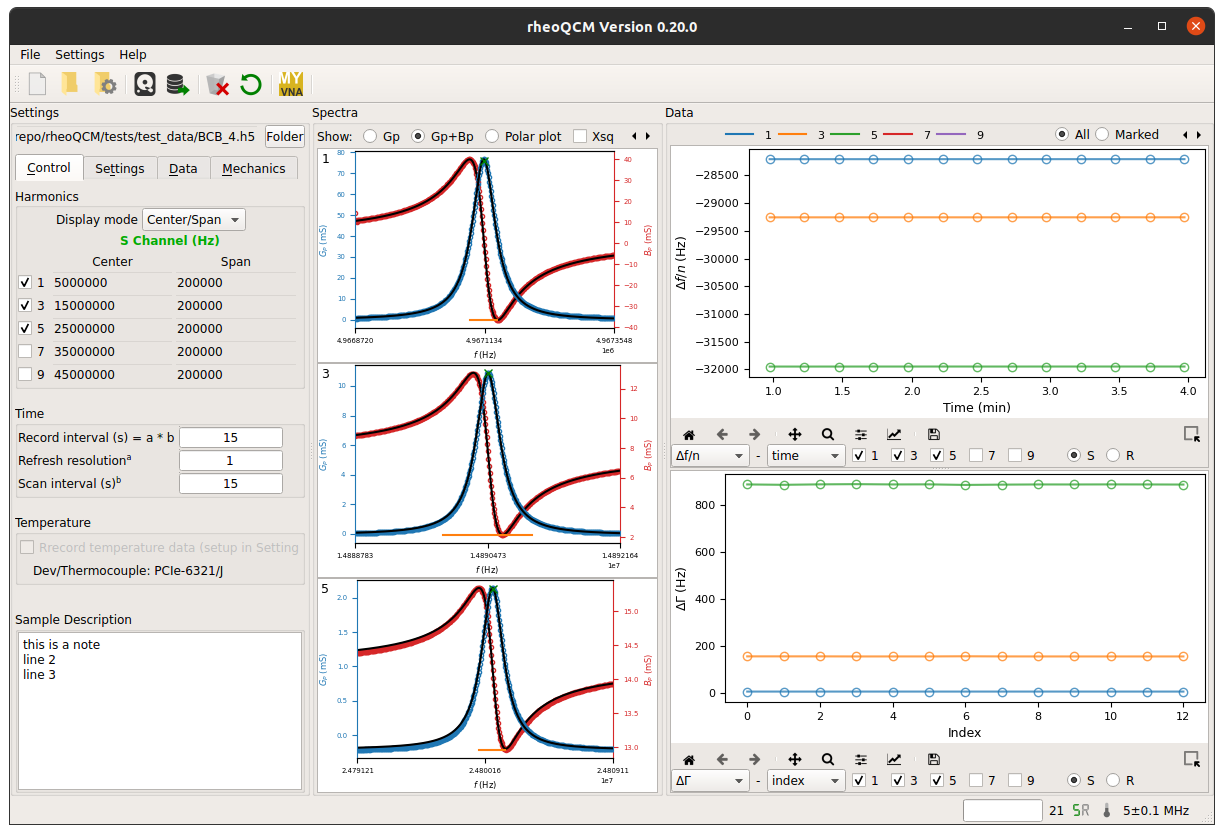 rheoQCM Version 0.20.0
File Settings Help
MY VNA
Settings
repo/rheoQCM/tests/test_data/BCB_4.h5 Folder
Control Settings Data Mechanics
Harmonics
Display mode Center/Span
S Channel (Hz)
Center Span
1 5000000 200000
3 15000000 200000
5 25000000 200000
7 35000000 200000
9 45000000 200000
Time
Record interval (s) = a * b 15
Refresh resolutionᵃ 1
Scan interval (s)ᵇ 15
Temperature
Rrecord temperature data (setup in Setting
Dev/Thermocouple: PCIe-6321/J
Sample Description
this is a note
line 2
line 3
Spectra
Show: Gp Gp+Bp Polar plot Xsq
1
80
70
60
50
40
30
20
10
0
Gₚ (mS)
40
30
20
10
0
−10
−20
−30
−40
Bₚ (mS)
4.9668720 4.9671134 4.9673548
1e6
f (Hz)
3
10
8
6
4
2
0
Gₚ (mS)
12
10
8
6
4
2
Bₚ (mS)
1.4888783 1.4890473 1.4892164
1e7
f (Hz)
5
2.0
1.5
1.0
0.5
0.0
Gₚ (mS)
15.0
14.5
14.0
13.5
13.0
Bₚ (mS)
2.479121 2.480016 2.480911
1e7
f (Hz)
Data
1 3 5 7 9 All Marked
−28500
−29000
−29500
−30000
−30500
−31000
−31500
−32000
Δf/n (Hz)
1.0 1.5 2.0 2.5 3.0 3.5 4.0
Time (min)
Δf/n - time 1 3 5 7 9 S R
800
600
400
200
0
ΔΓ (Hz)
0 2 4 6 8 10 12
Index
ΔΓ - index 1 3 5 7 9 S R
21 SR 5±0.1 MHz